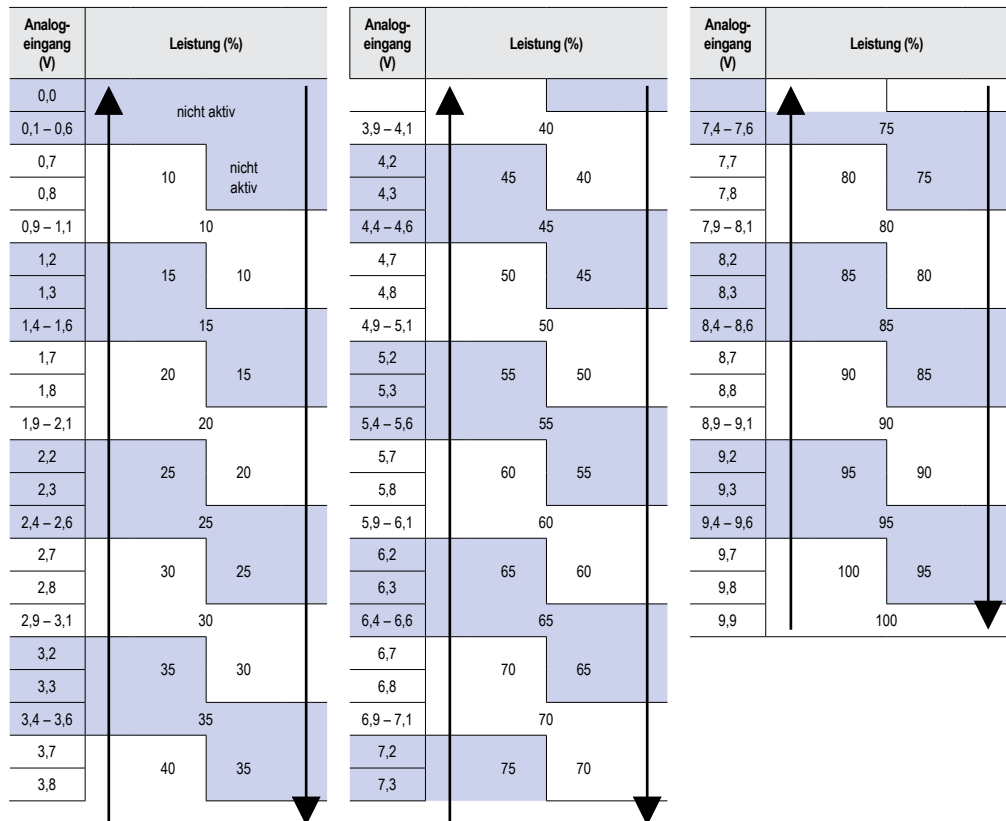 Analog-
eingang
(V)
Leistung (%)
0,0
nicht aktiv
0,1 – 0,6
0,7
10
nicht
aktiv
0,8
0,9 – 1,1
10
1,2
15
10
1,3
1,4 – 1,6
15
1,7
20
15
1,8
1,9 – 2,1
20
2,2
25
20
2,3
2,4 – 2,6
25
2,7
30
25
2,8
2,9 – 3,1
30
3,2
35
30
3,3
3,4 – 3,6
35
3,7
40
35
3,8
Analog-
eingang
(V)
Leistung (%)
3,9 – 4,1
40
4,2
45
40
4,3
4,4 – 4,6
45
4,7
50
45
4,8
4,9 – 5,1
50
5,2
55
50
5,3
5,4 – 5,6
55
5,7
60
55
5,8
5,9 – 6,1
60
6,2
65
60
6,3
6,4 – 6,6
65
6,7
70
65
6,8
6,9 – 7,1
70
7,2
75
70
7,3
Analog-
eingang
(V)
Leistung (%)
7,4 – 7,6
75
7,7
80
75
7,8
7,9 – 8,1
80
8,2
85
80
8,3
8,4 – 8,6
85
8,7
90
85
8,8
8,9 – 9,1
90
9,2
95
90
9,3
9,4 – 9,6
95
9,7
100
95
9,8
9,9
100